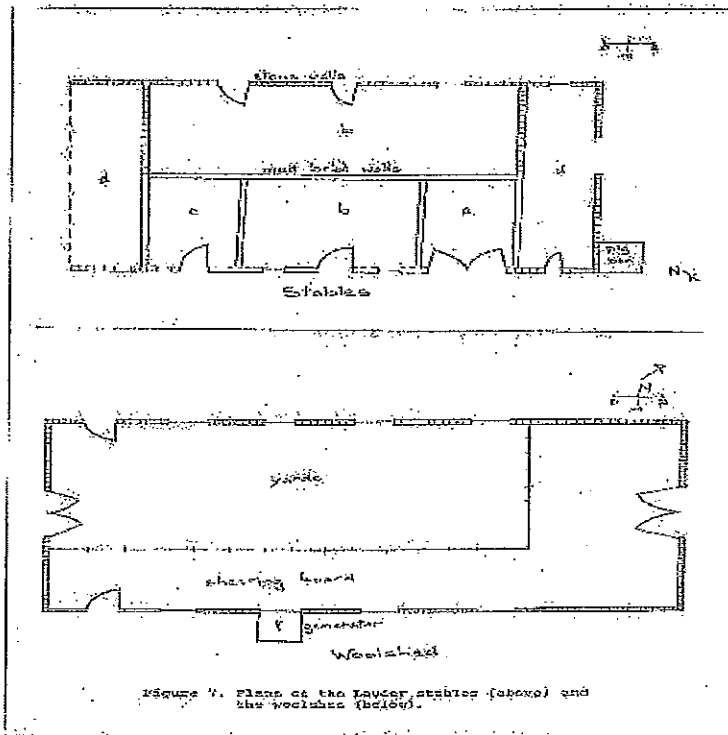 stone walls
b
mud brick walls
d
d
c
b
a
Stables
N
N
yards
shearing board
generator
Woolshed
Figure 7. Plans of the Lawder stables (above) and
the woolshed (below).